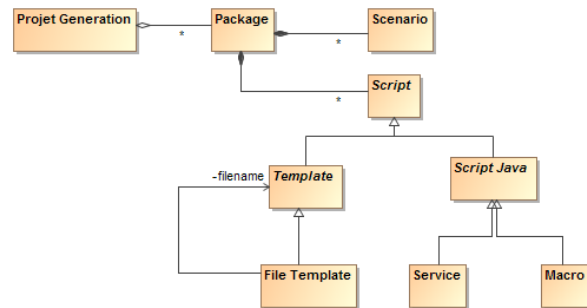 Projet Generation
Package
Scenario
*
*
*
Script
-filename
Template
Script Java
File Template
Service
Macro